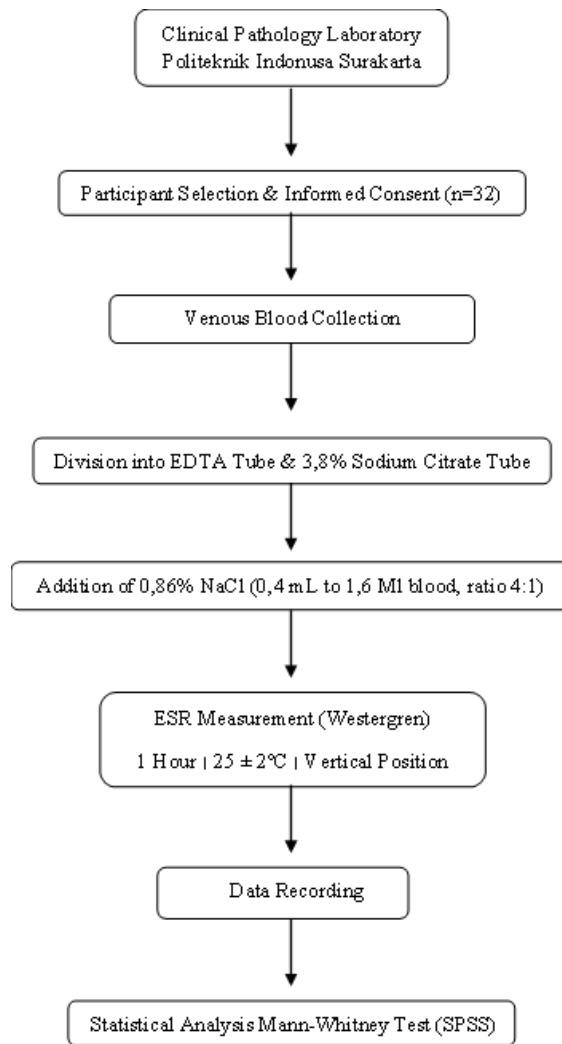 Clinical Pathology Laboratory
Politeknik Indonusa Surakarta
Participant Selection & Informed Consent (n=32)
Venous Blood Collection
Division into EDTA Tube & 3,8% Sodium Citrate Tube
Addition of 0,86% NaCl (0,4 mL to 1,6 Ml blood, ratio 4:1)
ESR Measurement (Westergren)
1 Hour | 25 ± 2°C | Vertical Position
Data Recording
Statistical Analysis Mann-Whitney Test (SPSS)